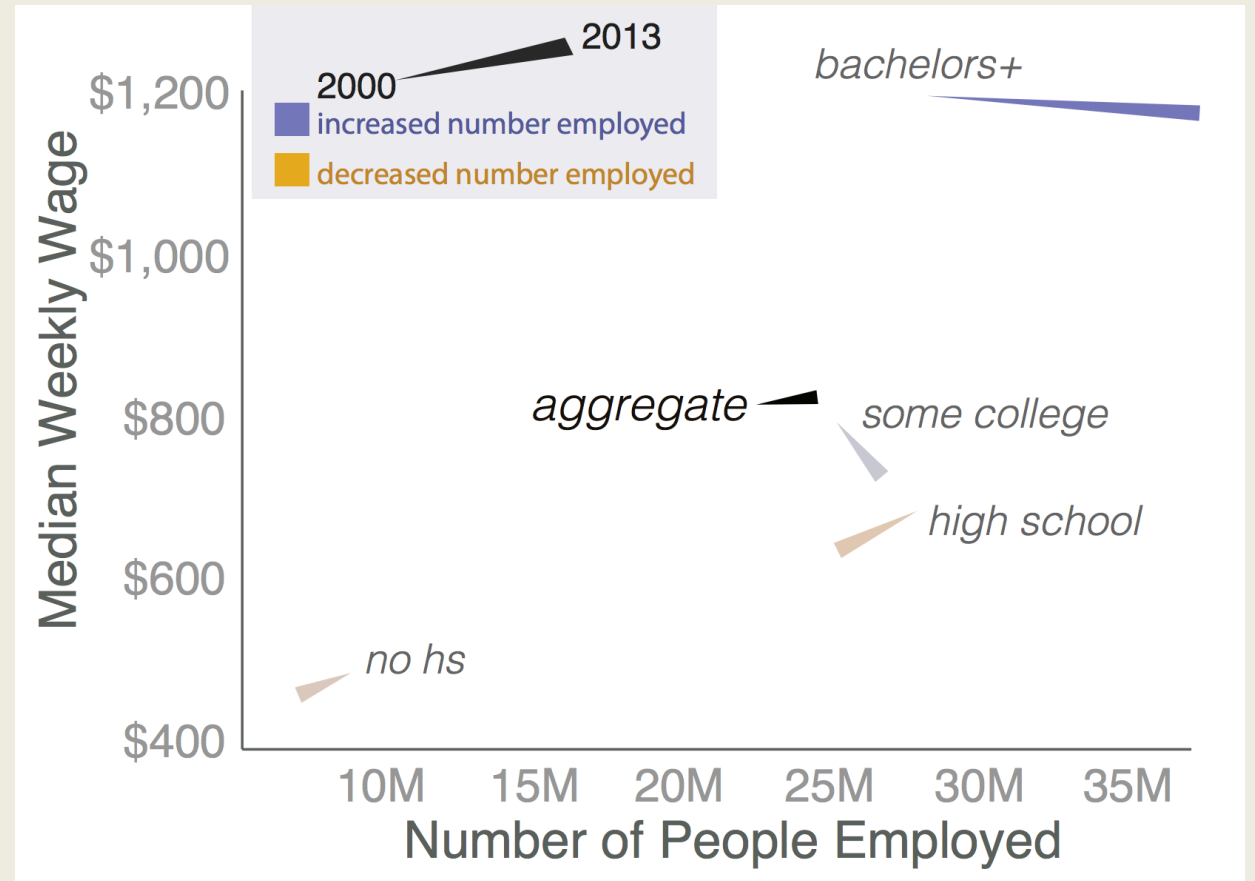 2013
2000
increased number employed
decreased number employed
bachelors+
$1,200
$1,000
$800
$600
$400
Median Weekly Wage
aggregate
some college
high school
no hs
10M 15M 20M 25M 30M 35M
Number of People Employed